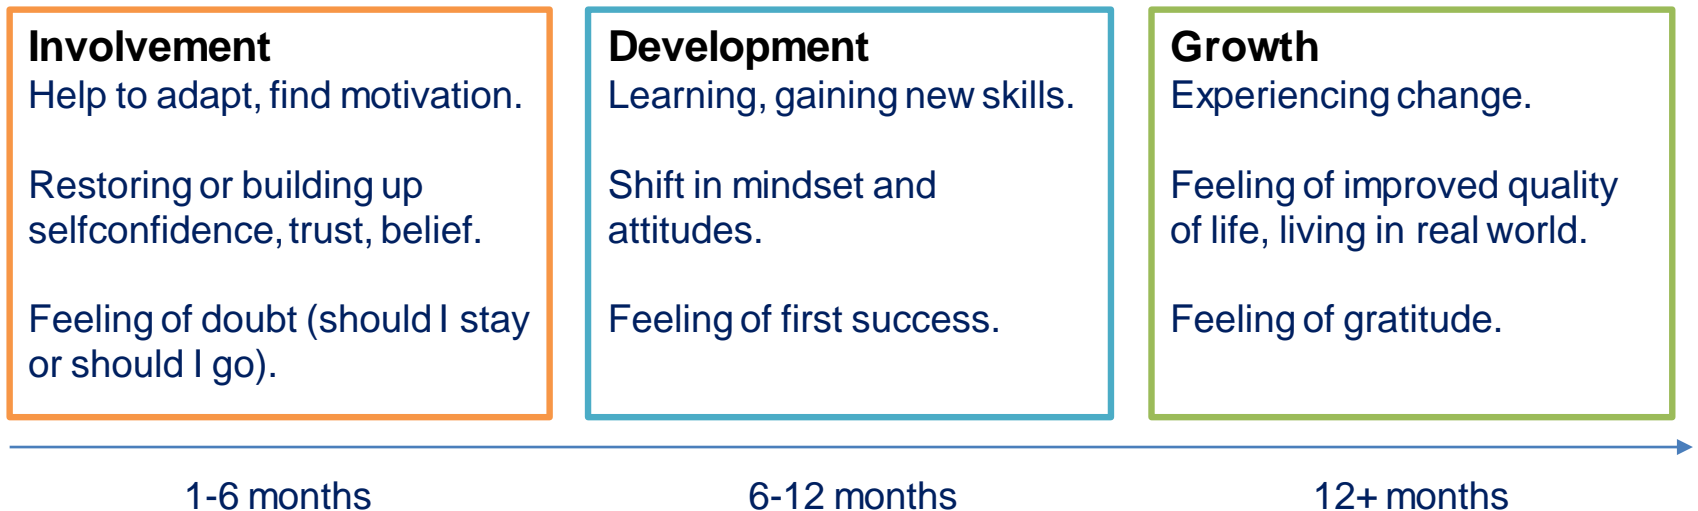 Involvement
Help to adapt, find motivation.
Restoring or building up
selfconfidence, trust, belief.
Feeling of doubt (should I stay
or should I go).
Development
Learning, gaining new skills.
Shift in mindset and
attitudes.
Feeling of first success.
Growth
Experiencing change.
Feeling of improved quality
of life, living in real world.
Feeling of gratitude.
1-6 months
6-12 months
12+ months